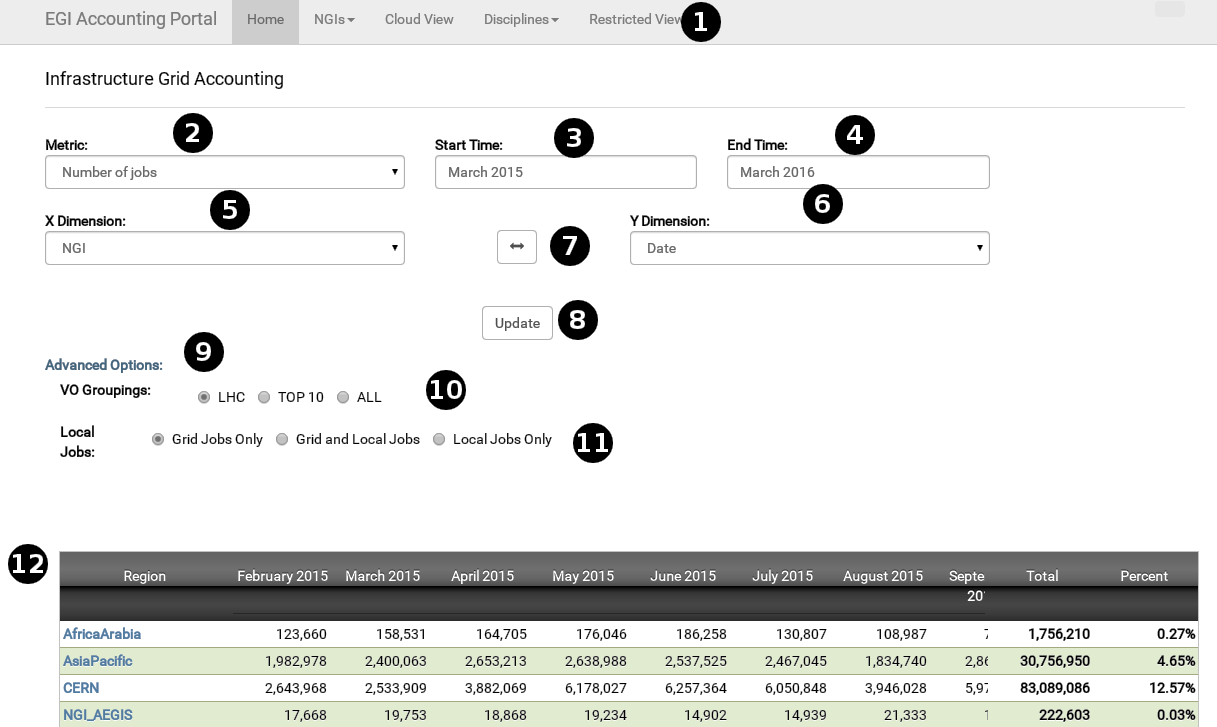 EGI Accounting Portal Home NGIs Cloud View Disciplines Restricted View 1
Infrastructure Grid Accounting
2 3 4
Metric: Start Time: End Time:
Number of jobs March 2015 March 2016
5 6
X Dimension: Y Dimension:
NGI 7 Date
Update 8
9
Advanced Options:
VO Groupings: LHC TOP 10 ALL 10
Local Jobs: Grid Jobs Only Grid and Local Jobs Local Jobs Only 11
12
Region February 2015 March 2015 April 2015 May 2015 June 2015 July 2015 August 2015 Septe Total Percent
20
AfricaArabia 123,660 158,531 164,705 176,046 186,258 130,807 108,987 1,756,210 0.27%
AsiaPacific 1,982,978 2,400,063 2,653,213 2,638,988 2,537,525 2,467,045 1,834,740 2,86 30,756,950 4.65%
CERN 2,643,968 2,533,909 3,882,069 6,178,027 6,257,364 6,050,848 3,946,028 5,97 83,089,086 12.57%
NGI_AEGIS 17,668 19,753 18,868 19,234 14,902 14,939 21,333 222,603 0.03%